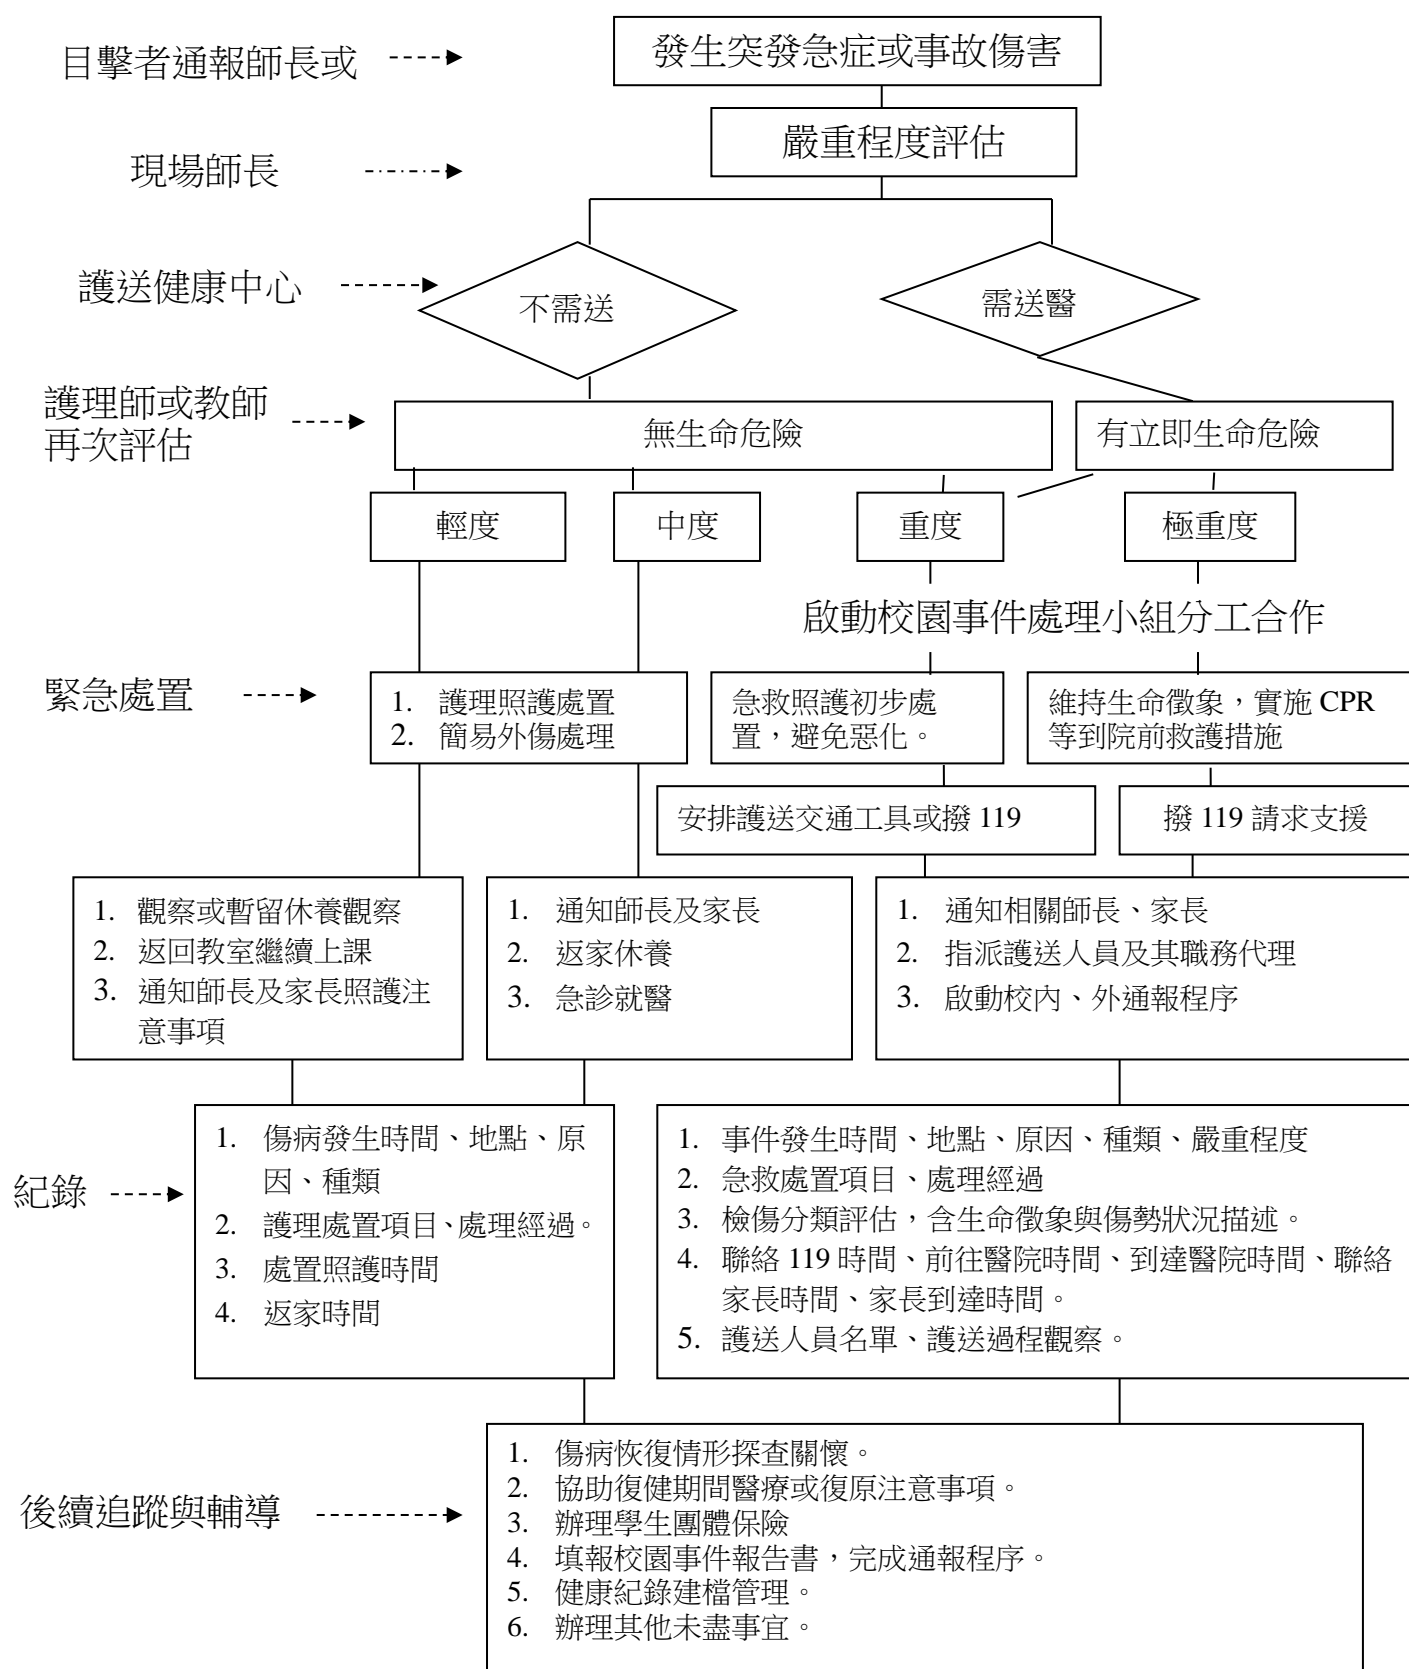 目擊者通報師長或
發生突發急症或事故傷害
現場師長
嚴重程度評估
護送健康中心
不需送
需送醫
護理師或教師
再次評估
無生命危險
有立即生命危險
輕度
中度
重度
極重度
啟動校園事件處理小組分工合作
緊急處置
1. 護理照護處置
2. 簡易外傷處理
急救照護初步處
置，避免惡化。
維持生命徵象，實施 CPR
等到院前救護措施
安排護送交通工具或撥 119
撥 119 請求支援
1. 觀察或暫留休養觀察
2. 返回教室繼續上課
3. 通知師長及家長照護注
意事項
1. 通知師長及家長
2. 返家休養
3. 急診就醫
1. 通知相關師長、家長
2. 指派護送人員及其職務代理
3. 啟動校內、外通報程序
紀錄
1. 傷病發生時間、地點、原
因、種類
2. 護理處置項目、處理經過。
3. 處置照護時間
4. 返家時間
1. 事件發生時間、地點、原因、種類、嚴重程度
2. 急救處置項目、處理經過
3. 檢傷分類評估，含生命徵象與傷勢狀況描述。
4. 聯絡 119 時間、前往醫院時間、到達醫院時間、聯絡
家長時間、家長到達時間。
5. 護送人員名單、護送過程觀察。
後續追蹤與輔導
1. 傷病恢復情形探查關懷。
2. 協助復健期間醫療或復原注意事項。
3. 辦理學生團體保險
4. 填報校園事件報告書，完成通報程序。
5. 健康紀錄建檔管理。
6. 辦理其他未盡事宜。